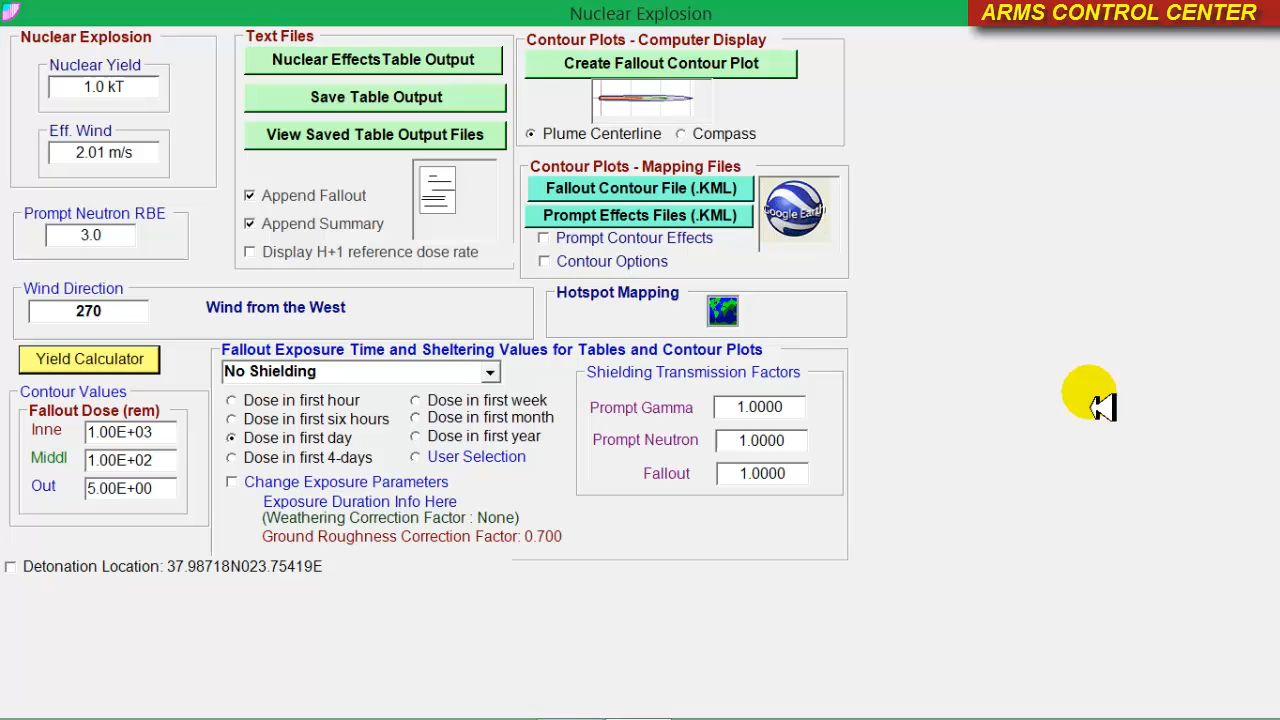 Nuclear Explosion
ARMS CONTROL CENTER
Nuclear Explosion
Nuclear Yield
1.0 kT
Eff. Wind
2.01 m/s
Prompt Neutron RBE
3.0
Text Files
Nuclear EffectsTable Output
Save Table Output
View Saved Table Output Files
Append Fallout
Append Summary
Display H+1 reference dose rate
Contour Plots - Computer Display
Create Fallout Contour Plot
Plume Centerline
Compass
Contour Plots - Mapping Files
Fallout Contour File (.KML)
Prompt Effects Files (.KML)
Google Earth
Prompt Contour Effects
Contour Options
Wind Direction
270
Wind from the West
Hotspot Mapping
Yield Calculator
Contour Values
Fallout Dose (rem)
Inne 1.00E+03
Middl 1.00E+02
Out 5.00E+00
Fallout Exposure Time and Sheltering Values for Tables and Contour Plots
No Shielding
Dose in first hour
Dose in first six hours
Dose in first day
Dose in first 4-days
Dose in first week
Dose in first month
Dose in first year
User Selection
Change Exposure Parameters
Exposure Duration Info Here
(Weathering Correction Factor : None)
Ground Roughness Correction Factor: 0.700
Shielding Transmission Factors
Prompt Gamma 1.0000
Prompt Neutron 1.0000
Fallout 1.0000
Detonation Location: 37.98718N023.75419E